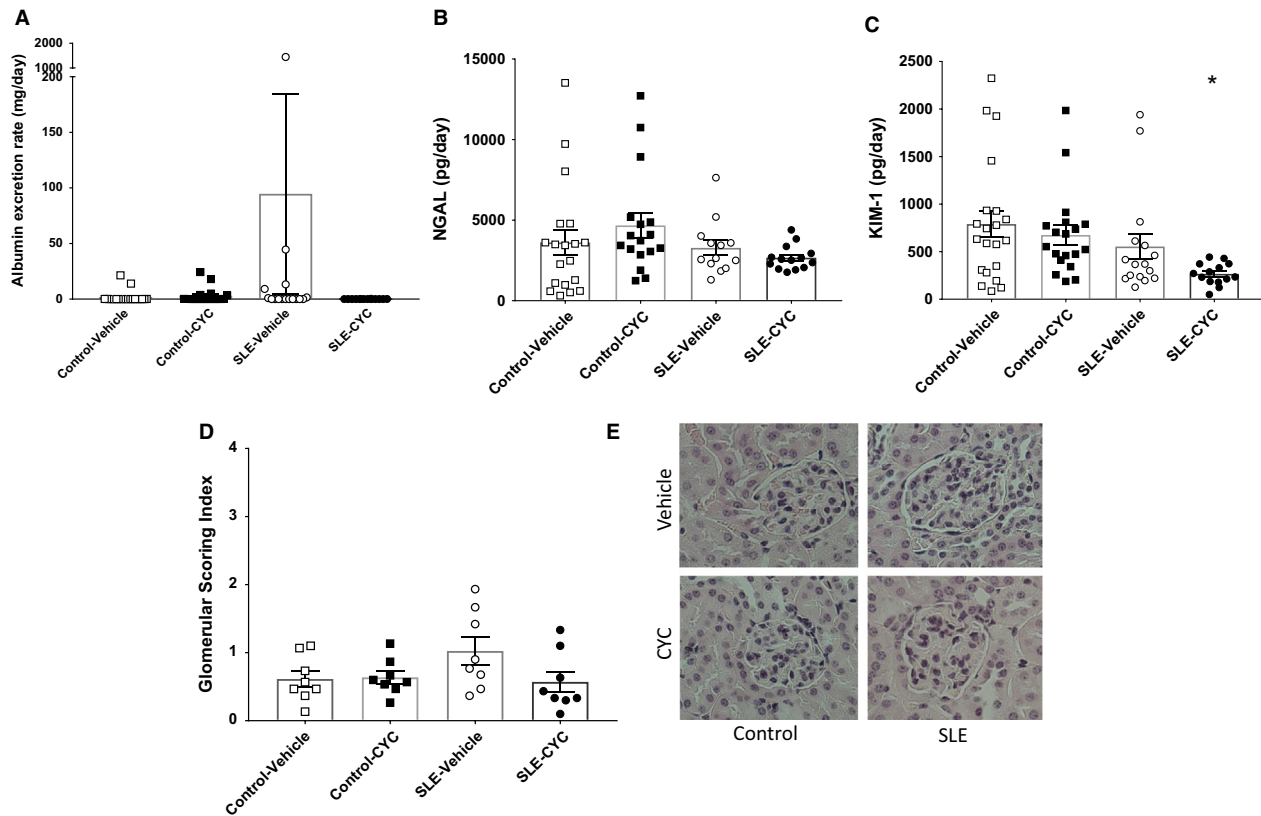 A
Albumin excretion rate (mg/day)
2000
1000
200
150
100
50
0
Control-Vehicle
Control-CYC
SLE-Vehicle
SLE-CYC
B
NGAL (pg/day)
15000
10000
5000
0
Control-Vehicle
Control-CYC
SLE-Vehicle
SLE-CYC
C
KIM-1 (pg/day)
2500
2000
1500
1000
500
0
*
Control-Vehicle
Control-CYC
SLE-Vehicle
SLE-CYC
D
Glomerular Scoring Index
4
3
2
1
0
Control-Vehicle
Control-CYC
SLE-Vehicle
SLE-CYC
E
Vehicle
CYC
Control
SLE